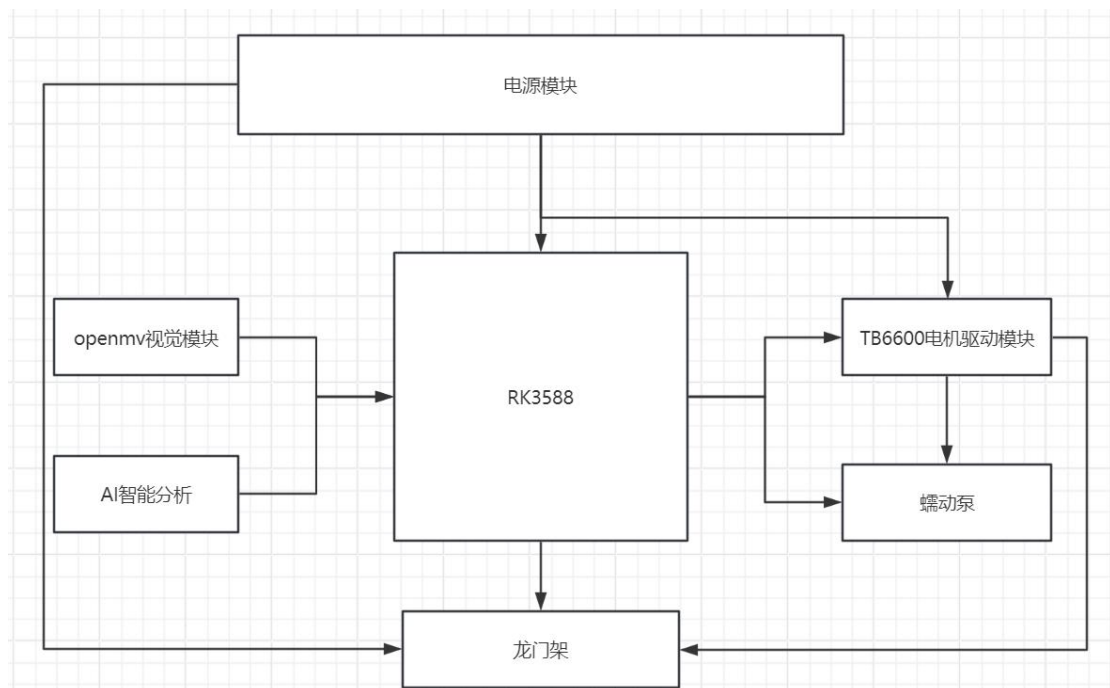 电源模块
openmv视觉模块
TB6600电机驱动模块
RK3588
AI智能分析
蠕动泵
龙门架